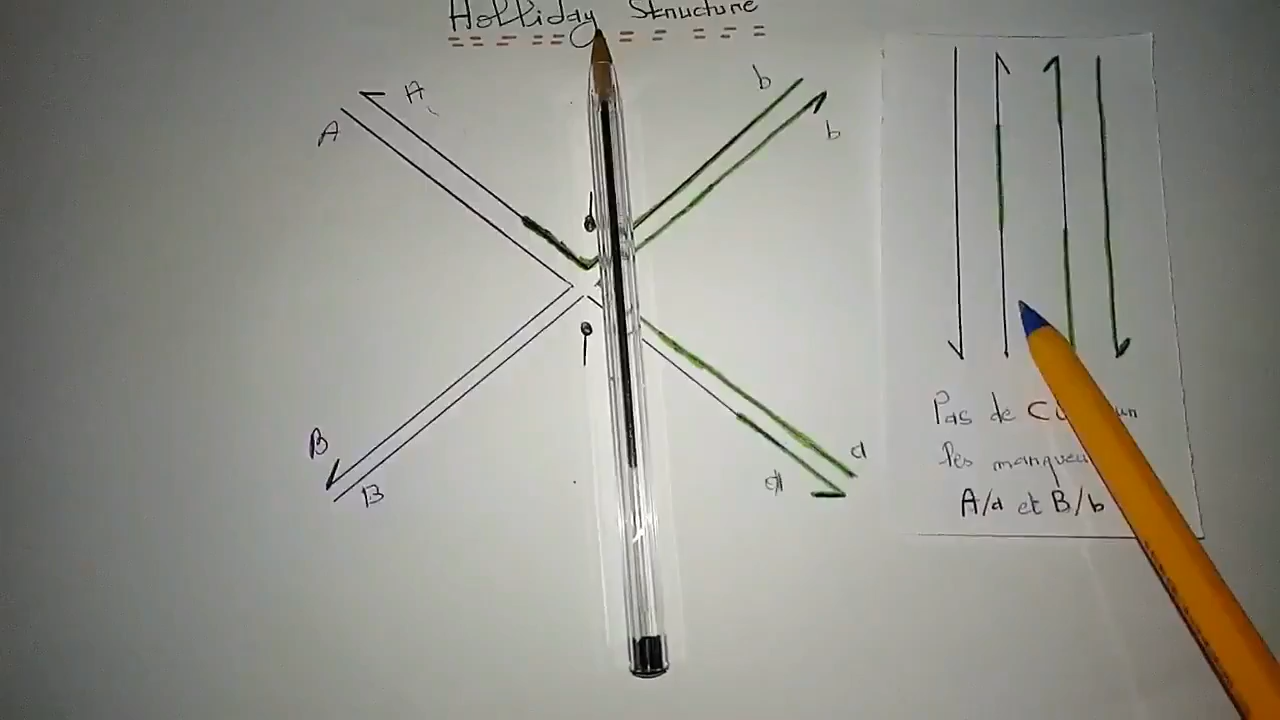 Holliday Structure
A
b
A
b
B
B
d
d
Pas de
les
A/a et B/b